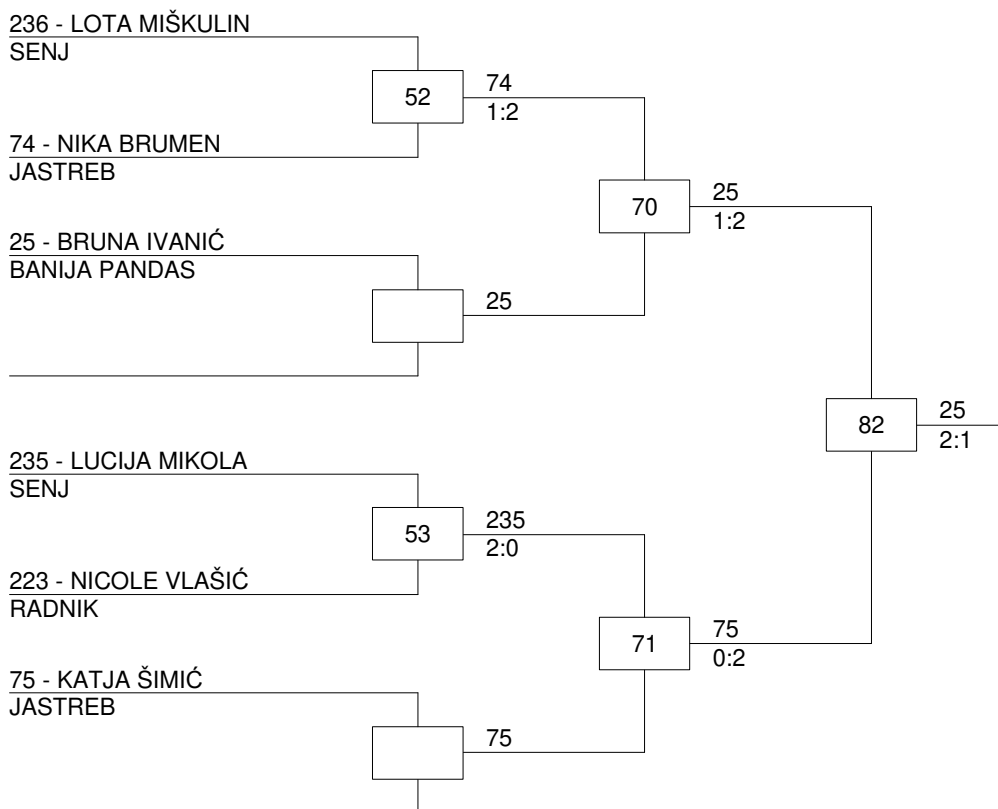 236 - LOTA MIŠKULIN
SENJ
52
74
1:2
74 - NIKA BRUMEN
JASTREB
70
25
1:2
25 - BRUNA IVANIĆ
BANIJA PANDAS
25
82
25
2:1
235 - LUCIJA MIKOLA
SENJ
53
235
2:0
223 - NICOLE VLAŠIĆ
RADNIK
71
75
0:2
75 - KATJA ŠIMIĆ
JASTREB
75